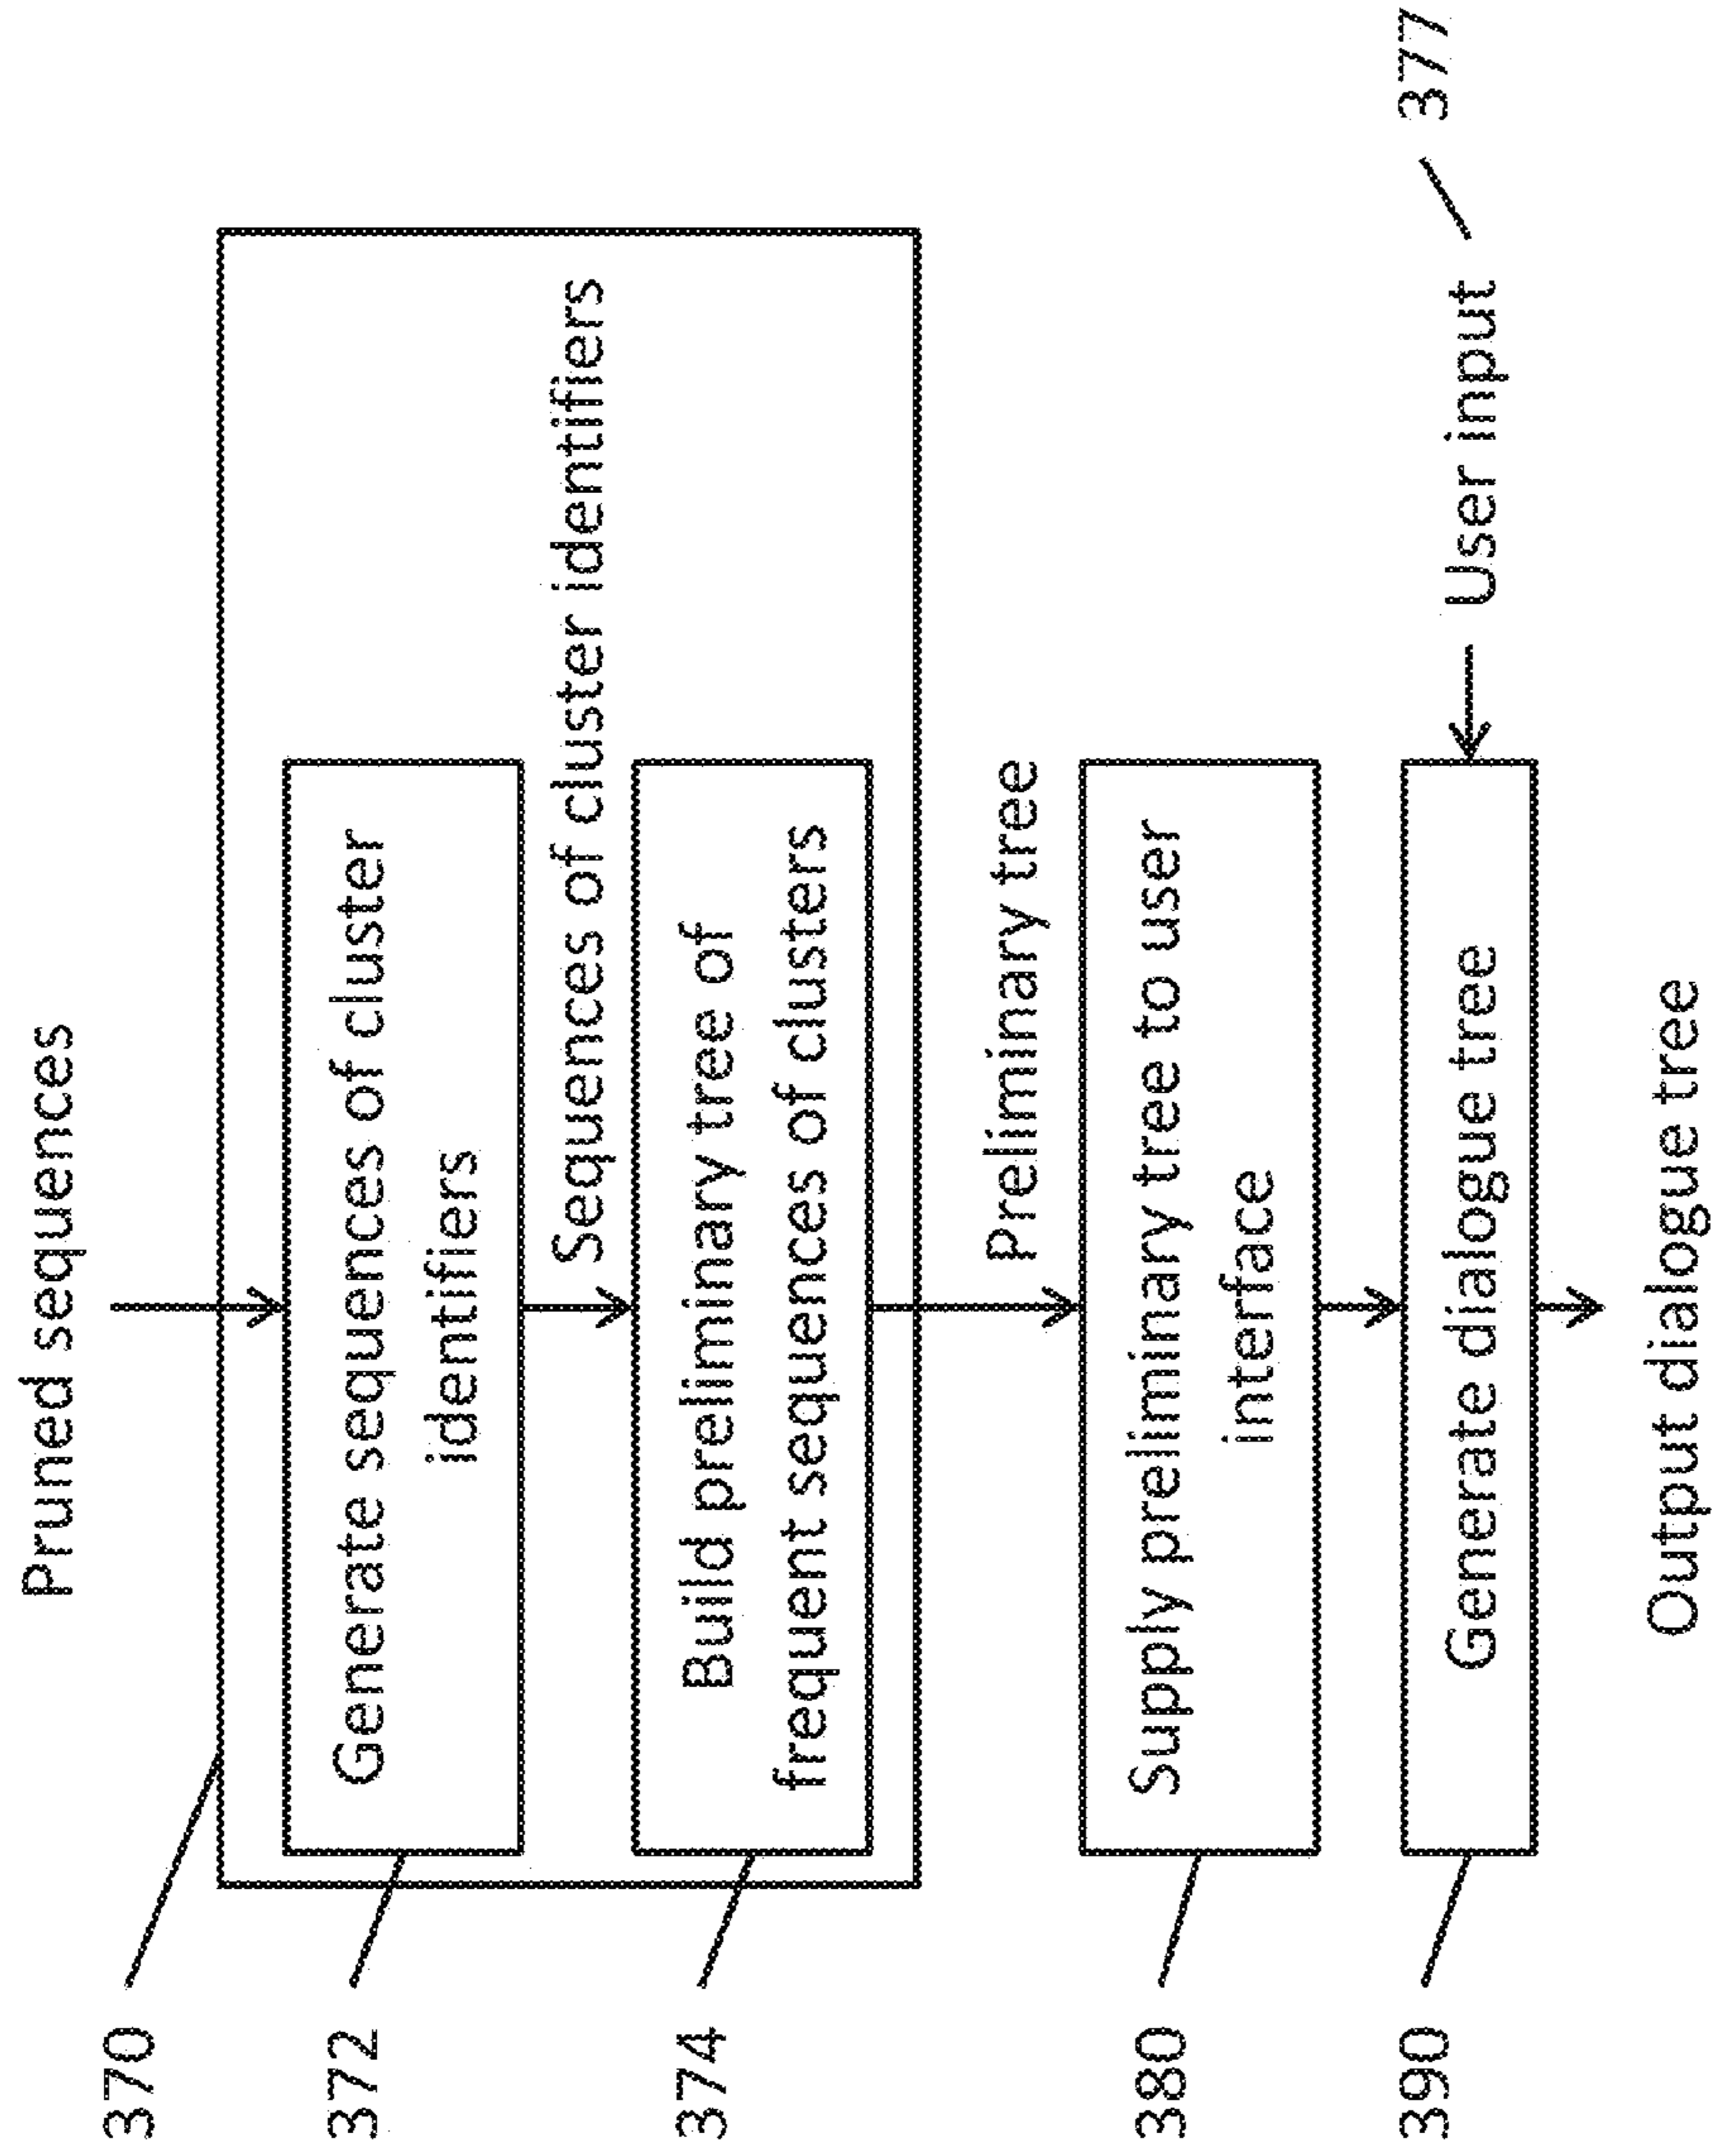 Pruned sequences
370
372
Generate sequences of cluster
identifiers
Sequences of cluster identifiers
374
Build preliminary tree of
frequent sequences of clusters
Preliminary tree
380
Supply preliminary tree to user
interface
390
Generate dialogue tree
User input
377
Output dialogue tree